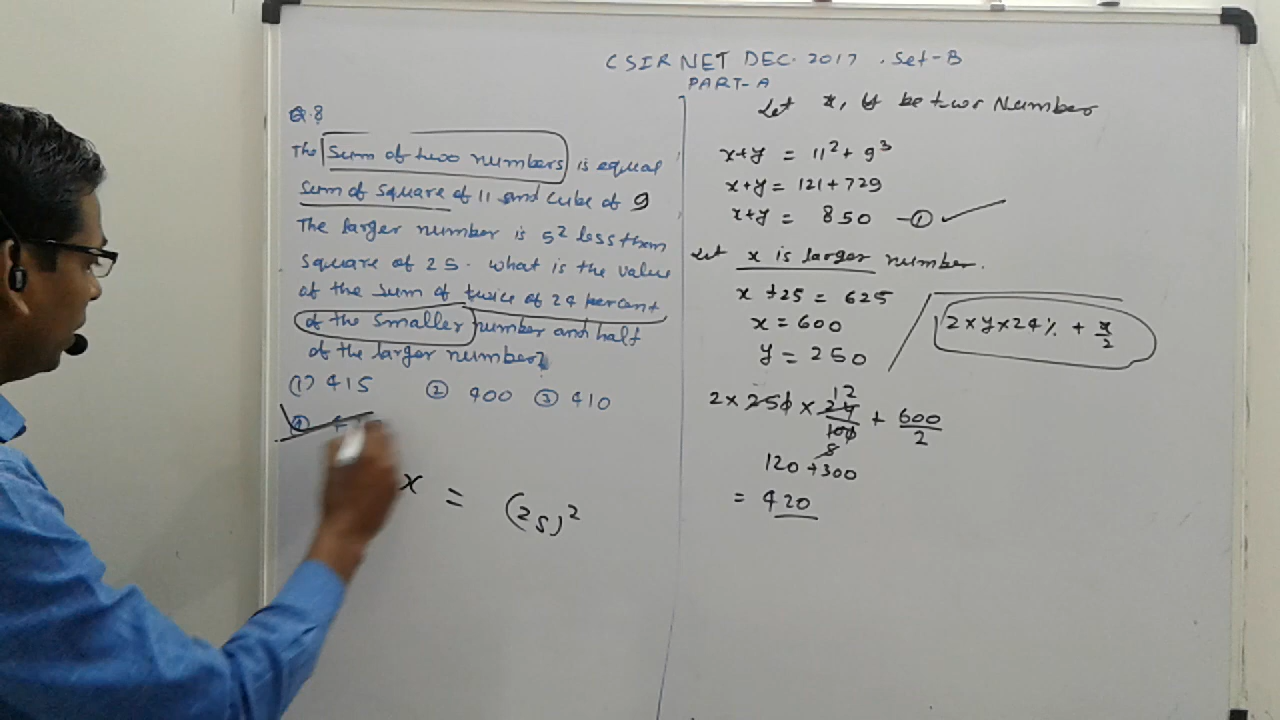 CSIR NET DEC. 2017 . Set-B
PART-A
Q.8
The sum of two numbers is equal
sum of square of 11 and cube of 9
The larger number is 5² less then
square of 25. what is the value
of the sum of twice of 24 percent
of the smaller number and half
of the larger number?
(1) 415 ② 400 ③ 410
④
x = (25)²
Let x, y be two Number
x+y = 11² + 9³
x+y = 121 + 729
x+y = 850 -①
Let x is larger number.
x +25 = 625
x = 600
y = 250
2×y×24% + x/2
2 × 250 × 24/100 + 600/2
12
120 + 300
= 420